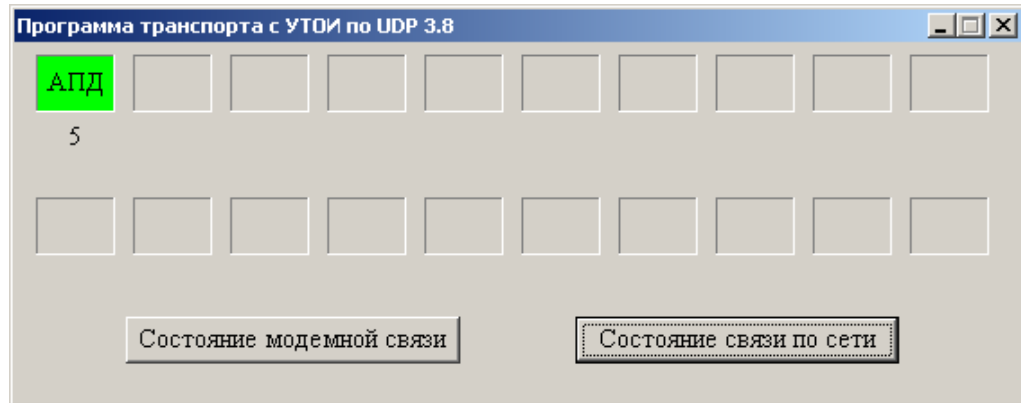 Программа транспорта с УТОИ по UDP 3.8
АПД
5
Состояние модемной связи
Состояние связи по сети